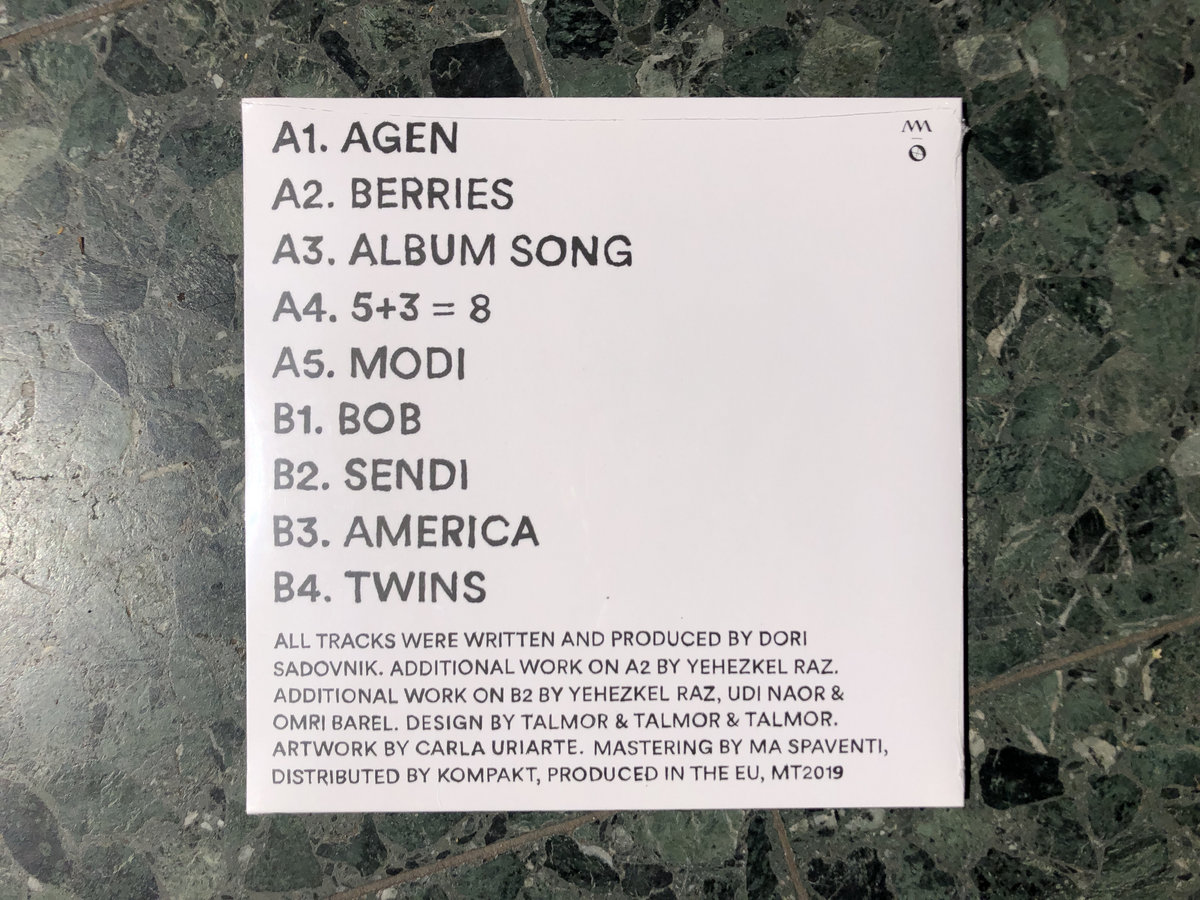 A1. AGEN
A2. BERRIES
A3. ALBUM SONG
A4. 5+3 = 8
A5. MODI
B1. BOB
B2. SENDI
B3. AMERICA
B4. TWINS
ALL TRACKS WERE WRITTEN AND PRODUCED BY DORI
SADOVNIK. ADDITIONAL WORK ON A2 BY YEHEZKEL RAZ.
ADDITIONAL WORK ON B2 BY YEHEZKEL RAZ, UDI NAOR &
OMRI BAREL. DESIGN BY TALMOR & TALMOR & TALMOR.
ARTWORK BY CARLA URIARTE. MASTERING BY MA SPAVENTI,
DISTRIBUTED BY KOMPAKT, PRODUCED IN THE EU, MT2019